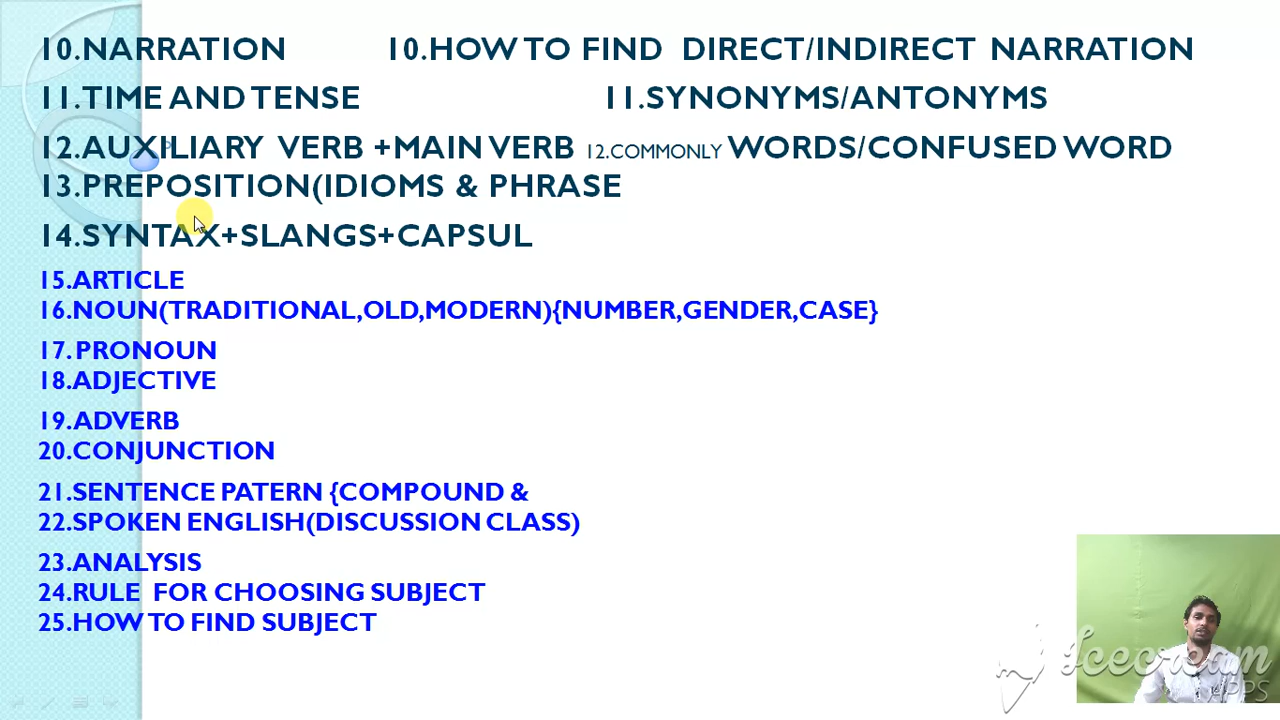 10.NARRATION 10.HOW TO FIND DIRECT/INDIRECT NARRATION
11.TIME AND TENSE 11.SYNONYMS/ANTONYMS
12.AUXILIARY VERB +MAIN VERB 12.COMMONLY WORDS/CONFUSED WORD
13.PREPOSITION(IDIOMS & PHRASE
14.SYNTAX+SLANGS+CAPSUL
15.ARTICLE
16.NOUN(TRADITIONAL,OLD,MODERN){NUMBER,GENDER,CASE}
17. PRONOUN
18.ADJECTIVE
19.ADVERB
20.CONJUNCTION
21.SENTENCE PATERN {COMPOUND &
22.SPOKEN ENGLISH(DISCUSSION CLASS)
23.ANALYSIS
24.RULE FOR CHOOSING SUBJECT
25.HOW TO FIND SUBJECT
Icecream
APPS